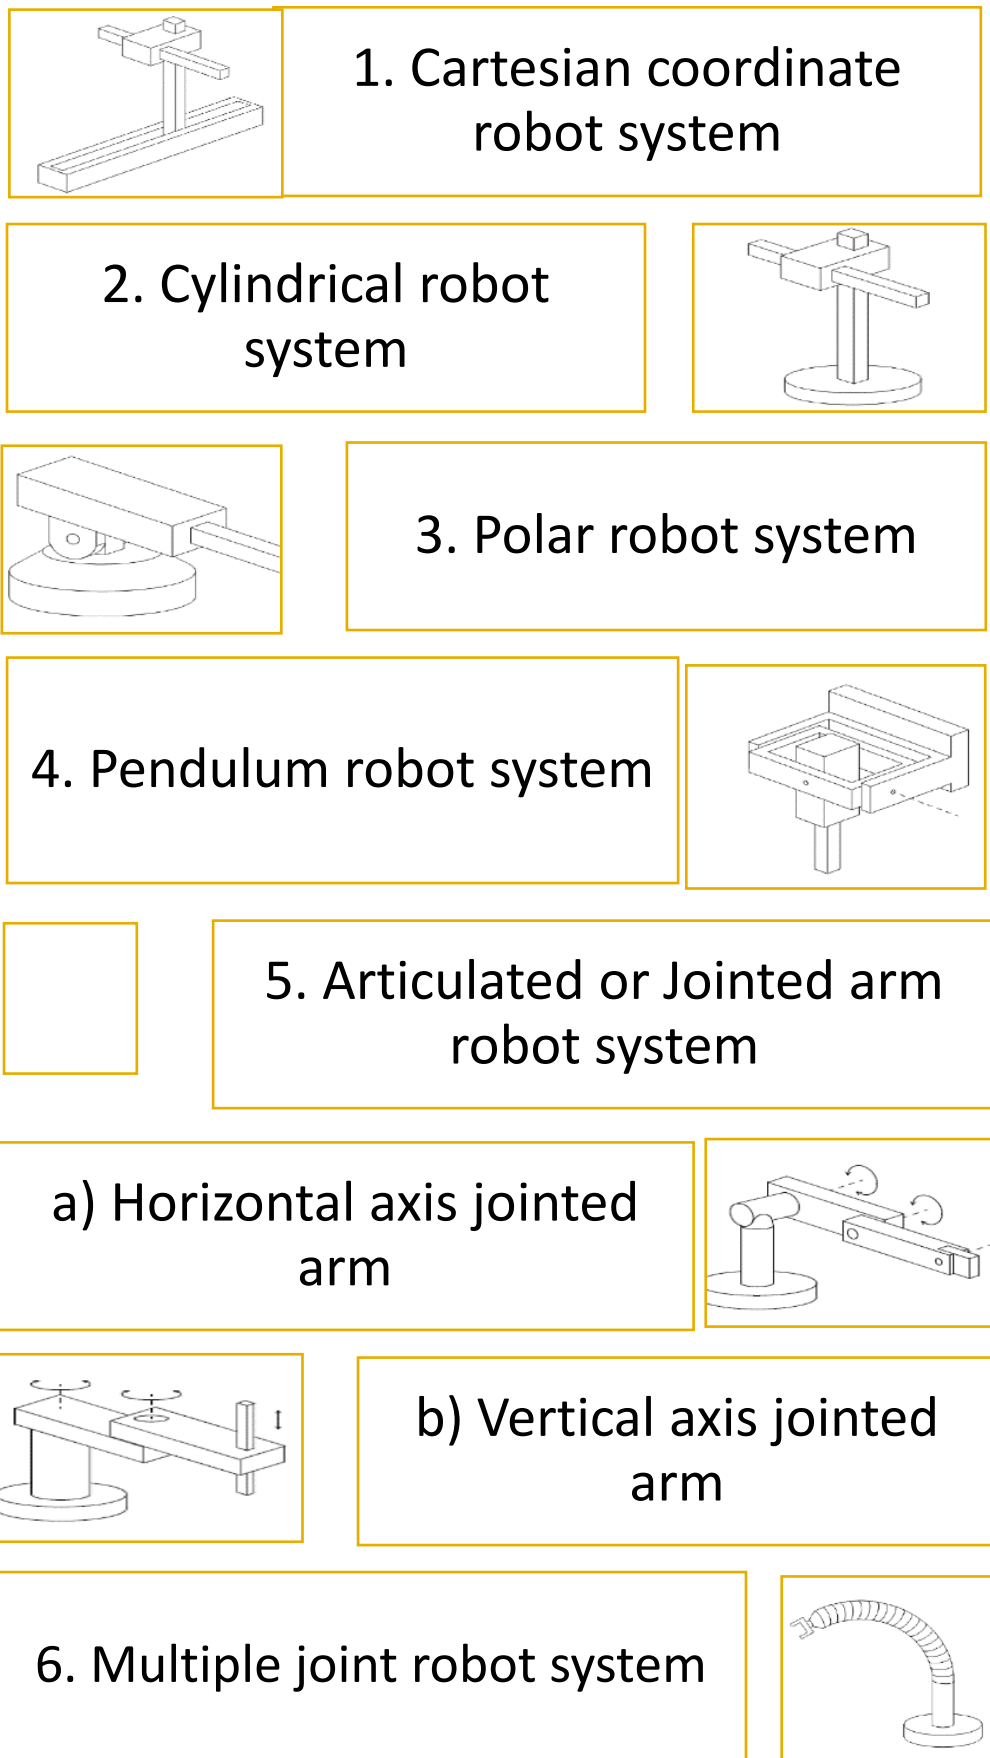 1. Cartesian coordinate
robot system
2. Cylindrical robot
system
3. Polar robot system
4. Pendulum robot system
5. Articulated or Jointed arm
robot system
a) Horizontal axis jointed
arm
b) Vertical axis jointed
arm
6. Multiple joint robot system